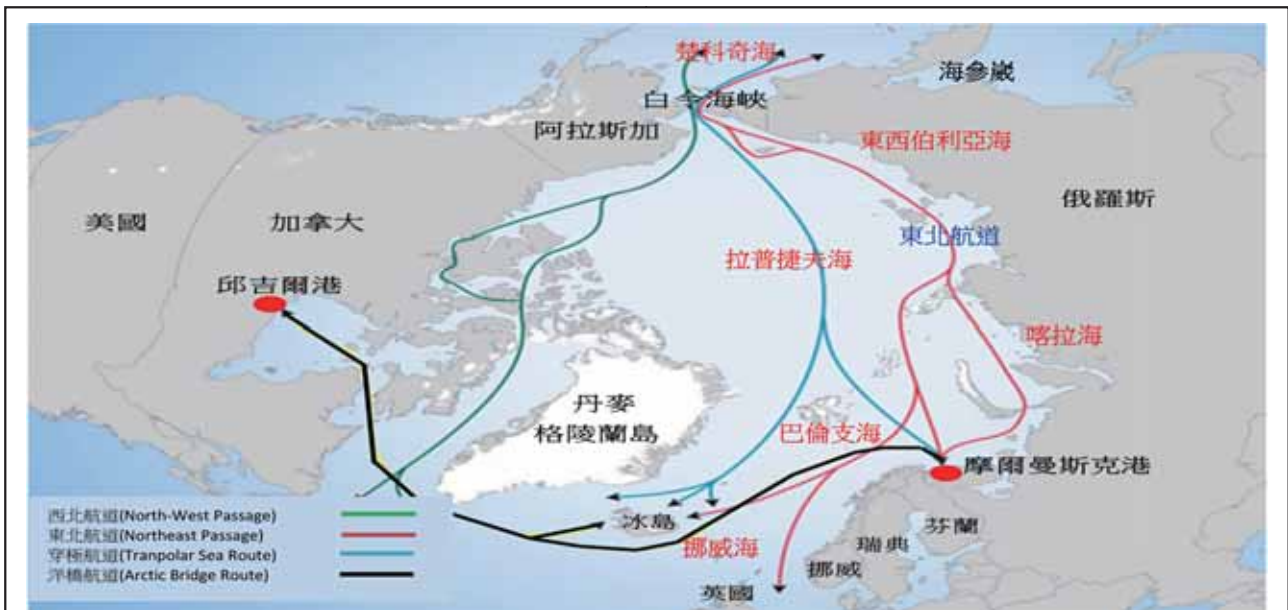 楚科奇海
海參崴
白令海峽
阿拉斯加
東西伯利亞海
俄羅斯
美國
加拿大
東北航道
拉普捷夫海
邱吉爾港
喀拉海
丹麥
格陵蘭島
巴倫支海
摩爾曼斯克港
西北航道(North-West Passage)
東北航道(Northeast Passage)
穿極航道(Tranpolar Sea Route)
洋橋航道(Arctic Bridge Route)
冰島
挪威海
芬蘭
瑞典
挪威
英國